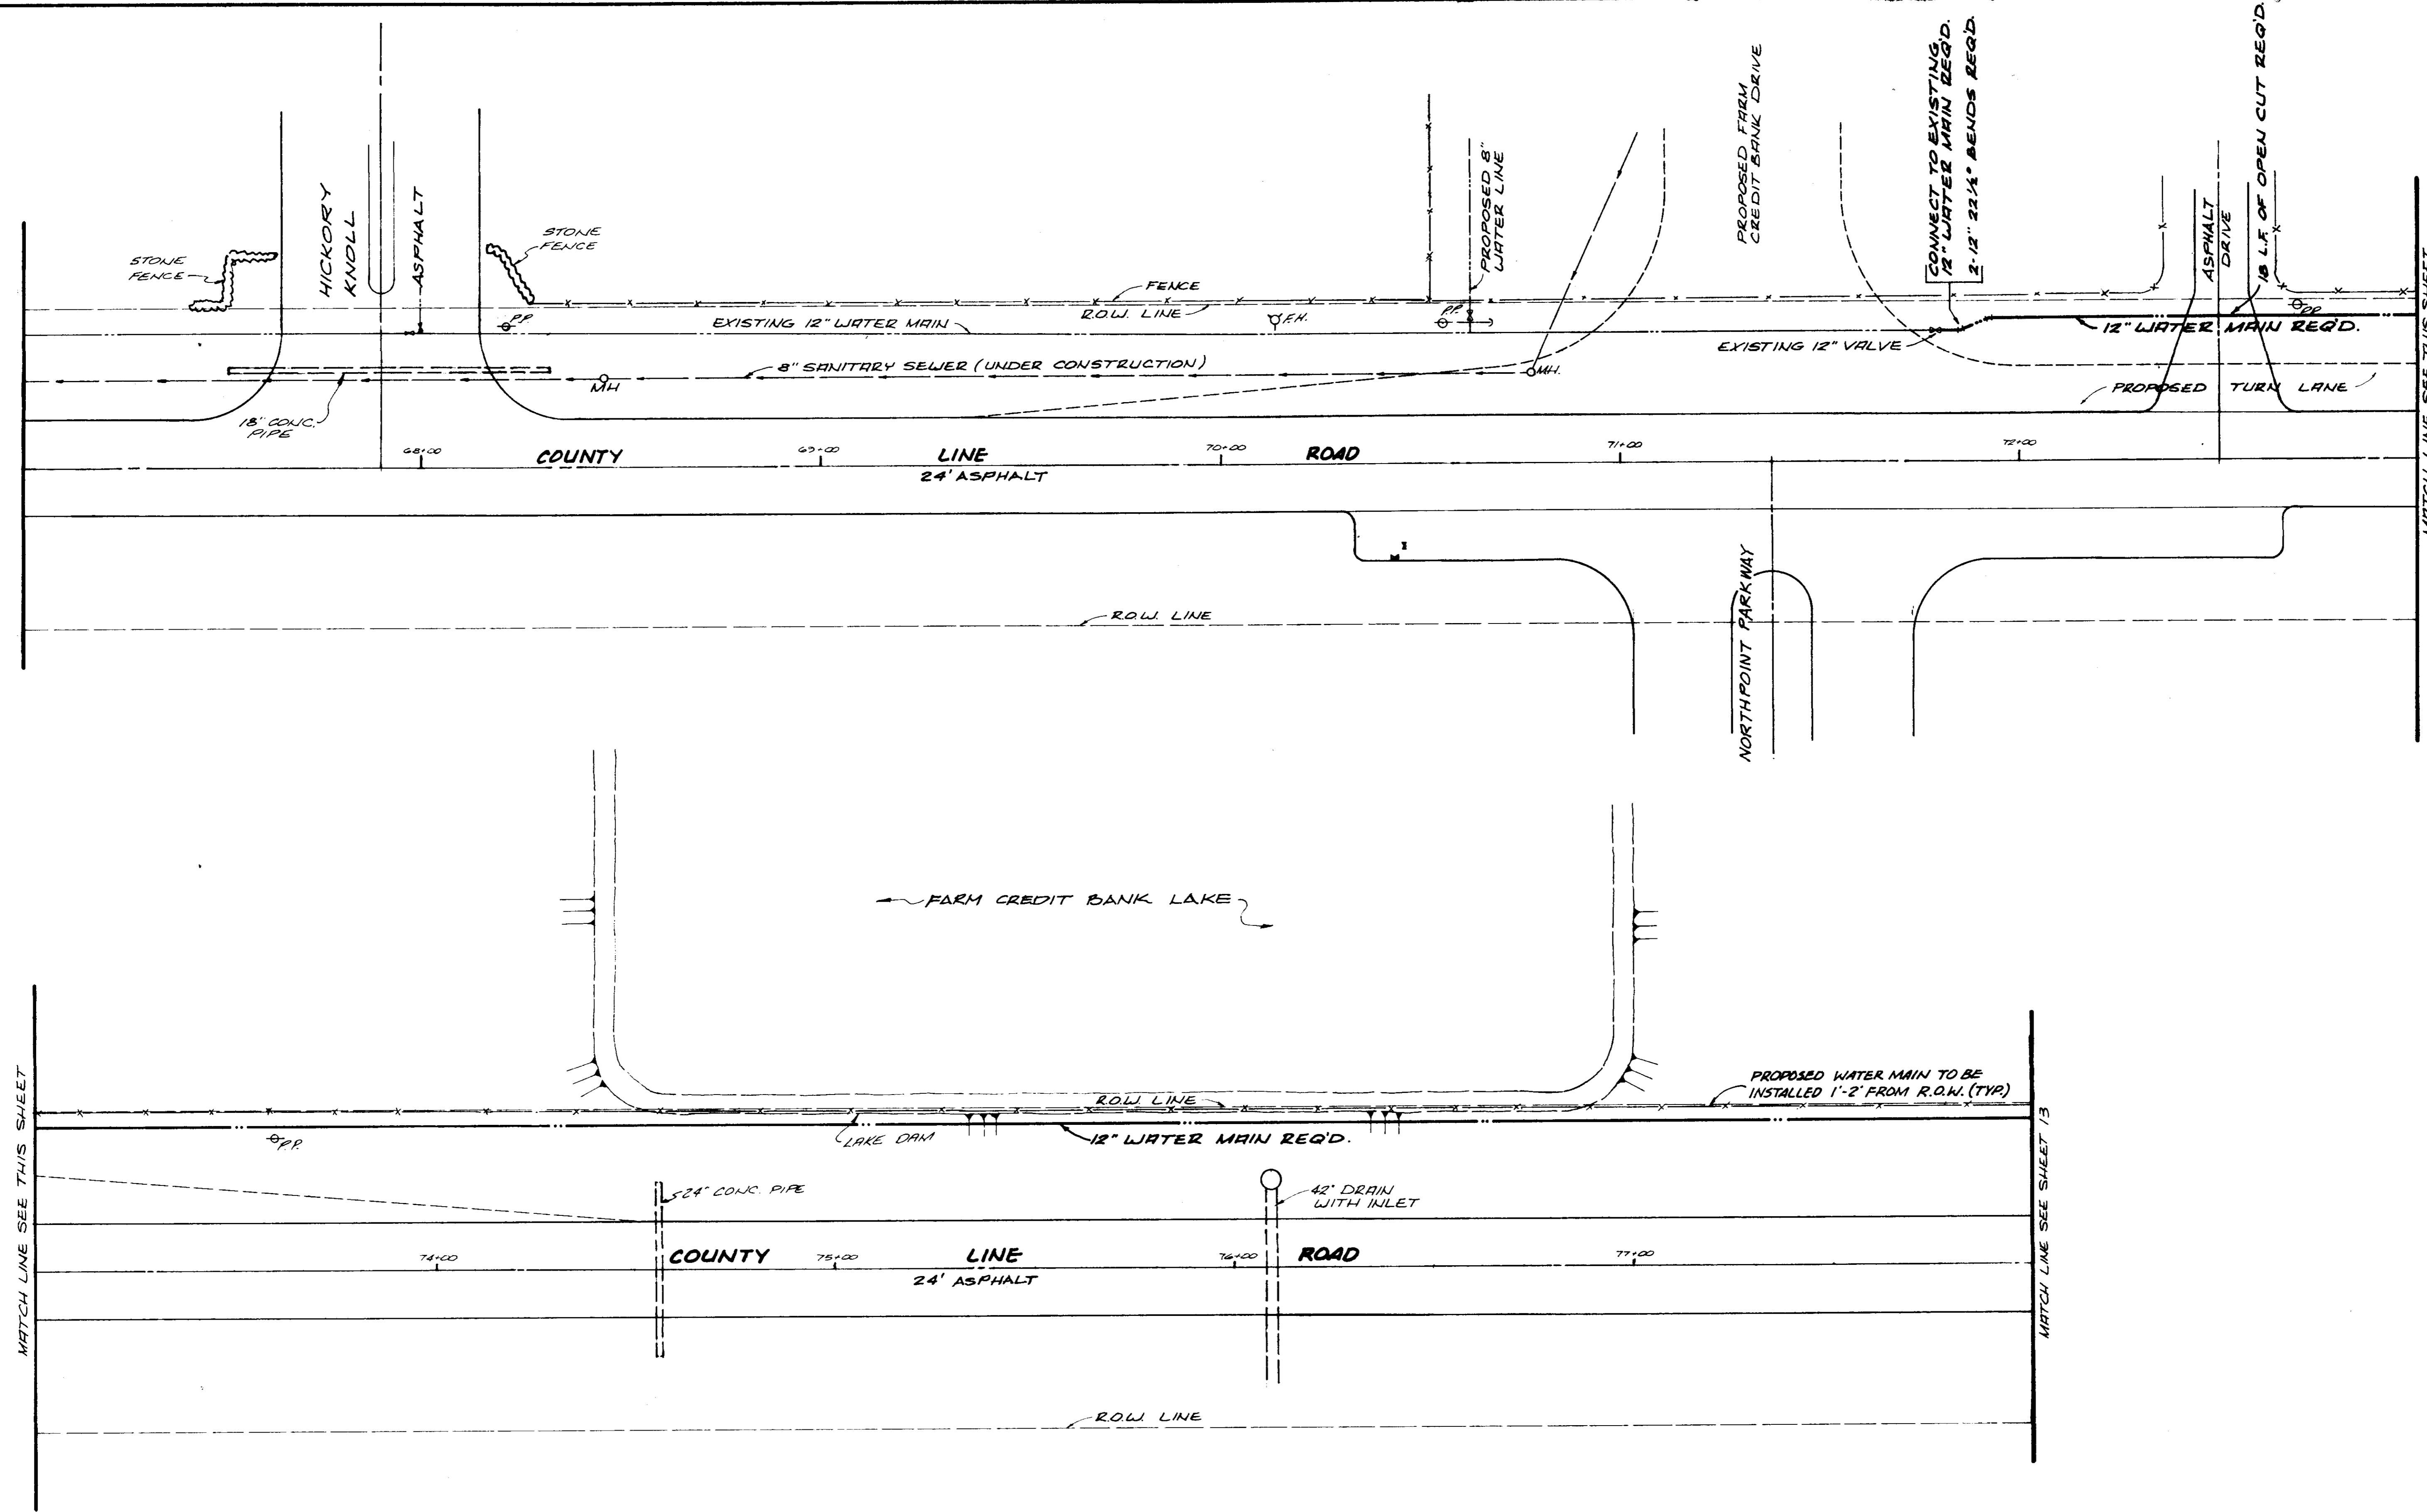 CONNECT TO EXISTING
12" WATER MAIN REQ'D.
2-12" 22 1/2° BENDS REQ'D.
18 L.F. OF OPEN CUT REQ'D.
PROPOSED FARM
CREDIT BANK DRIVE
PROPOSED 8"
WATER LINE
HICKORY
KNOLL
ASPHALT
STONE
FENCE
STONE
FENCE
ASPHALT
DRIVE
FENCE
R.O.W. LINE
P.P.
EXISTING 12" WATER MAIN
F.H.
P.P.
P.P.
12" WATER MAIN REQ'D.
EXISTING 12" VALVE
8" SANITARY SEWER (UNDER CONSTRUCTION)
MH
MH.
PROPOSED TURN LANE
18" CONC.
PIPE
68+00
COUNTY
69+00
LINE
70+00
ROAD
71+00
72+00
24' ASPHALT
MATCH LINE SEE THIS SHEET
R.O.W. LINE
NORTHPOINT PARKWAY
FARM CREDIT BANK LAKE
PROPOSED WATER MAIN TO BE
INSTALLED 1'-2' FROM R.O.W. (TYP.)
R.O.W. LINE
P.P.
LAKE DAM
12" WATER MAIN REQ'D.
24" CONC. PIPE
42" DRAIN
WITH INLET
74+00
COUNTY
75+00
LINE
76+00
ROAD
77+00
24' ASPHALT
MATCH LINE SEE THIS SHEET
MATCH LINE SEE SHEET 13
R.O.W. LINE